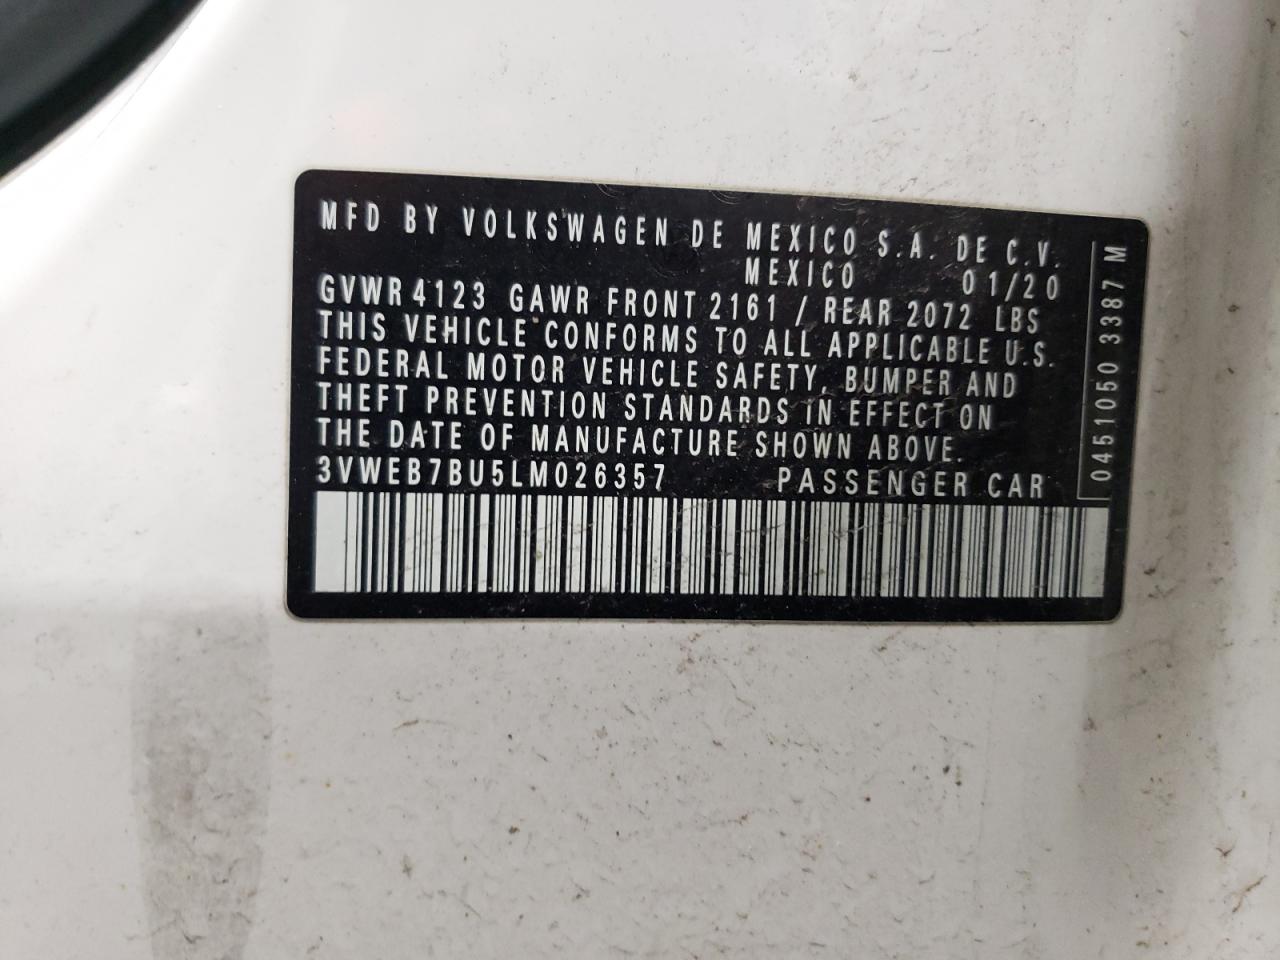 MFD BY VOLKSWAGEN DE MEXICO S.A. DE C.V.
MEXICO 01/20
GVWR 4123 GAWR FRONT 2161 / REAR 2072 LBS
THIS VEHICLE CONFORMS TO ALL APPLICABLE U.S.
FEDERAL MOTOR VEHICLE SAFETY, BUMPER AND
THEFT PREVENTION STANDARDS IN EFFECT ON
THE DATE OF MANUFACTURE SHOWN ABOVE.
3VWEB7BU5LM026357 PASSENGER CAR
0451050 3387 M